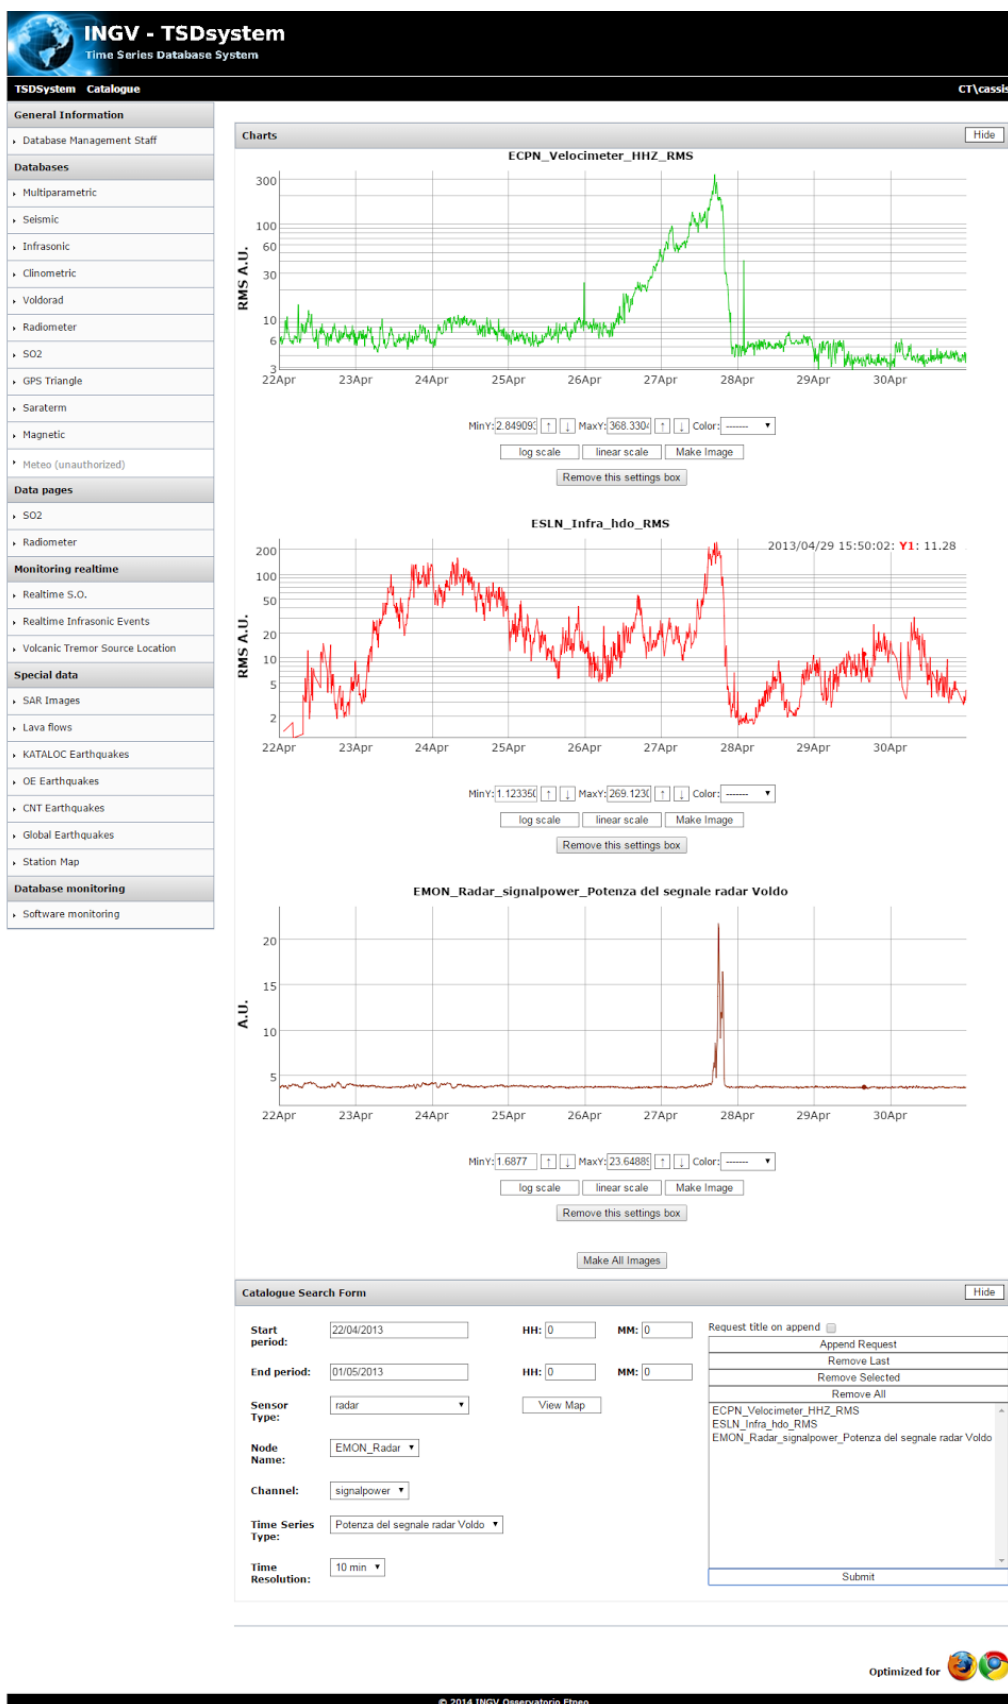 INGV - TSDsystem
Time Series Database System
TSDSystem Catalogue CT\cassis
General Information
Database Management Staff
Databases
Multiparametric
Seismic
Infrasonic
Clinometric
Voldorad
Radiometer
SO2
GPS Triangle
Saraterm
Magnetic
Meteo (unauthorized)
Data pages
SO2
Radiometer
Monitoring realtime
Realtime S.O.
Realtime Infrasonic Events
Volcanic Tremor Source Location
Special data
SAR Images
Lava flows
KATALOC Earthquakes
OE Earthquakes
CNT Earthquakes
Global Earthquakes
Station Map
Database monitoring
Software monitoring
Charts Hide
ECPN_Velocimeter_HHZ_RMS
RMS A.U.
300
100
60
30
10
6
3
22Apr 23Apr 24Apr 25Apr 26Apr 27Apr 28Apr 29Apr 30Apr
MinY: 2.849093 ↑ ↓ MaxY: 368.3304 ↑ ↓ Color: -------
log scale linear scale Make Image
Remove this settings box
ESLN_Infra_hdo_RMS
2013/04/29 15:50:02: Y1: 11.28
RMS A.U.
200
100
50
20
10
5
2
22Apr 23Apr 24Apr 25Apr 26Apr 27Apr 28Apr 29Apr 30Apr
MinY: 1.12335( ↑ ↓ MaxY: 269.123( ↑ ↓ Color: -------
log scale linear scale Make Image
Remove this settings box
EMON_Radar_signalpower_Potenza del segnale radar Voldo
A.U.
20
15
10
5
22Apr 23Apr 24Apr 25Apr 26Apr 27Apr 28Apr 29Apr 30Apr
MinY: 1.6877 ↑ ↓ MaxY: 23.6488 ↑ ↓ Color: -------
log scale linear scale Make Image
Remove this settings box
Make All Images
Catalogue Search Form Hide
Start period: 22/04/2013 HH: 0 MM: 0
End period: 01/05/2013 HH: 0 MM: 0
Sensor Type: radar View Map
Node Name: EMON_Radar
Channel: signalpower
Time Series Type: Potenza del segnale radar Voldo
Time Resolution: 10 min
Request title on append
Append Request
Remove Last
Remove Selected
Remove All
ECPN_Velocimeter_HHZ_RMS
ESLN_Infra_hdo_RMS
EMON_Radar_signalpower_Potenza del segnale radar Voldo
Submit
Optimized for
© 2014 INGV Osservatorio Etneo